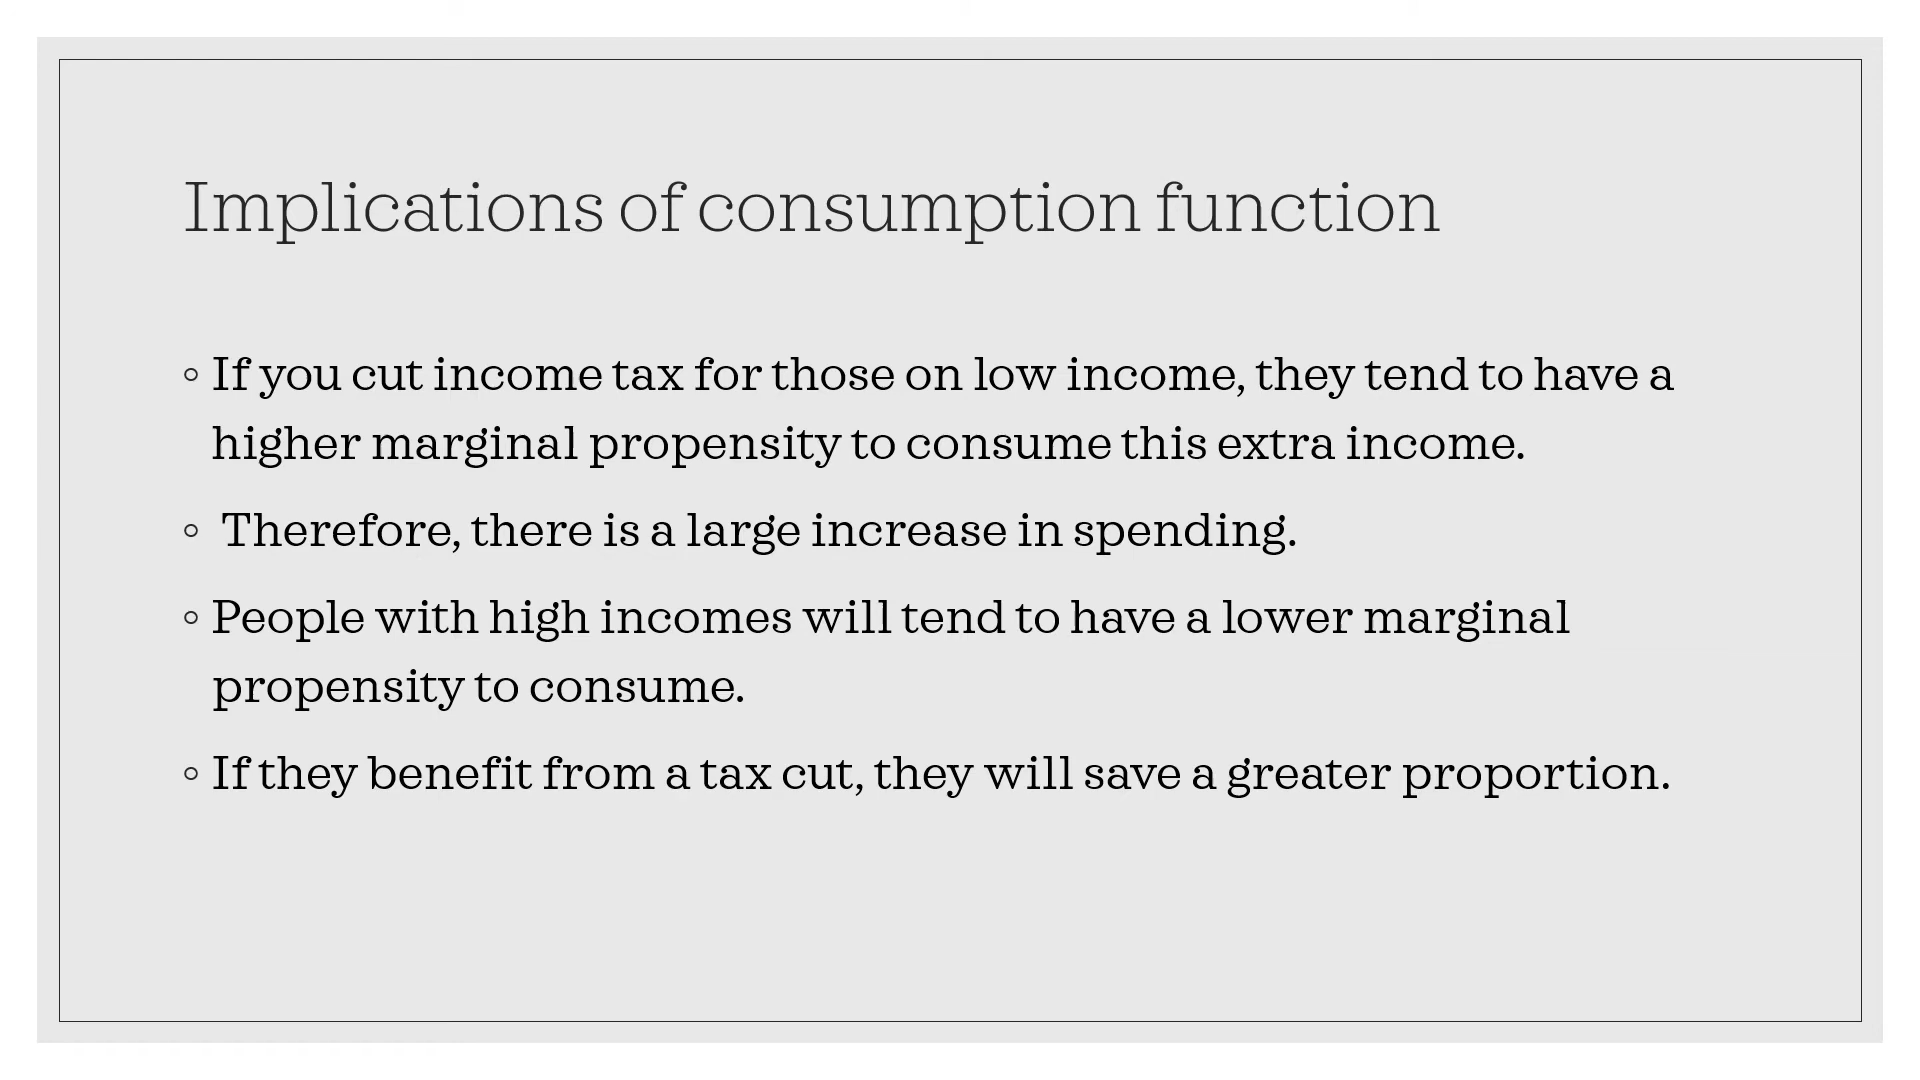 Implications of consumption function
◦ If you cut income tax for those on low income, they tend to have a
higher marginal propensity to consume this extra income.
◦ Therefore, there is a large increase in spending.
◦ People with high incomes will tend to have a lower marginal
propensity to consume.
◦ If they benefit from a tax cut, they will save a greater proportion.